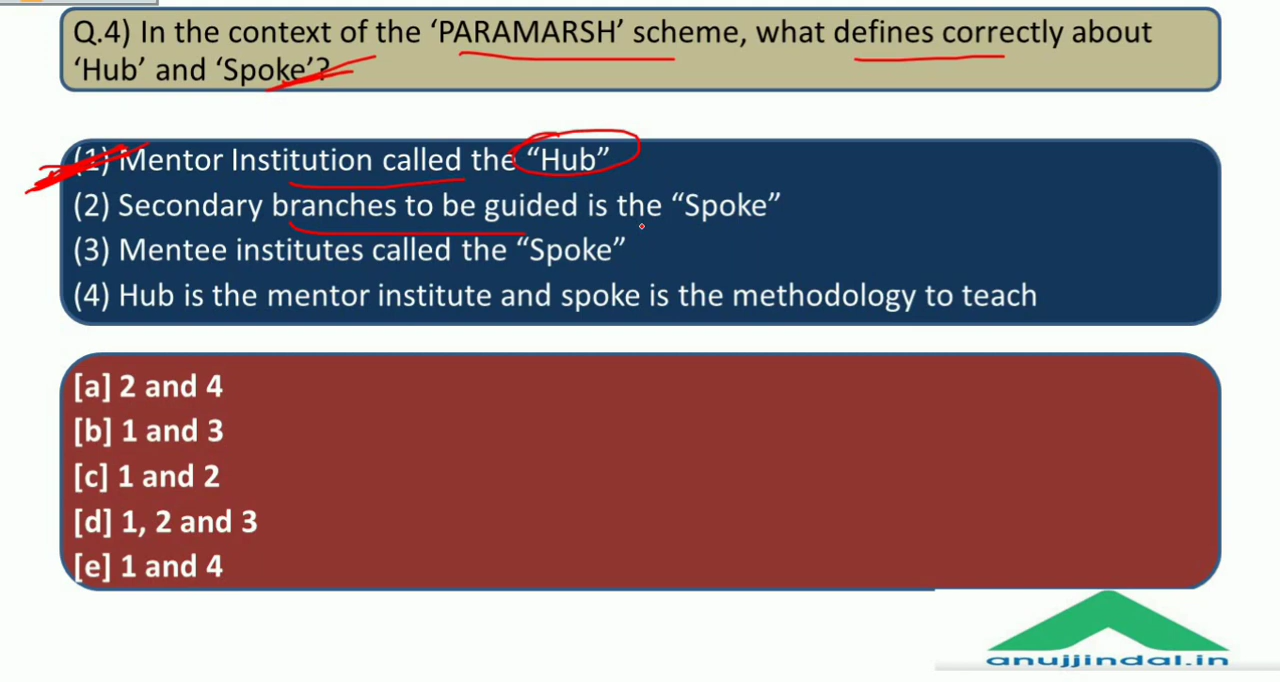 Q.4) In the context of the ‘PARAMARSH’ scheme, what defines correctly about
‘Hub’ and ‘Spoke’?
(1) Mentor Institution called the “Hub”
(2) Secondary branches to be guided is the “Spoke”
(3) Mentee institutes called the “Spoke”
(4) Hub is the mentor institute and spoke is the methodology to teach
[a] 2 and 4
[b] 1 and 3
[c] 1 and 2
[d] 1, 2 and 3
[e] 1 and 4
anujjindal.in